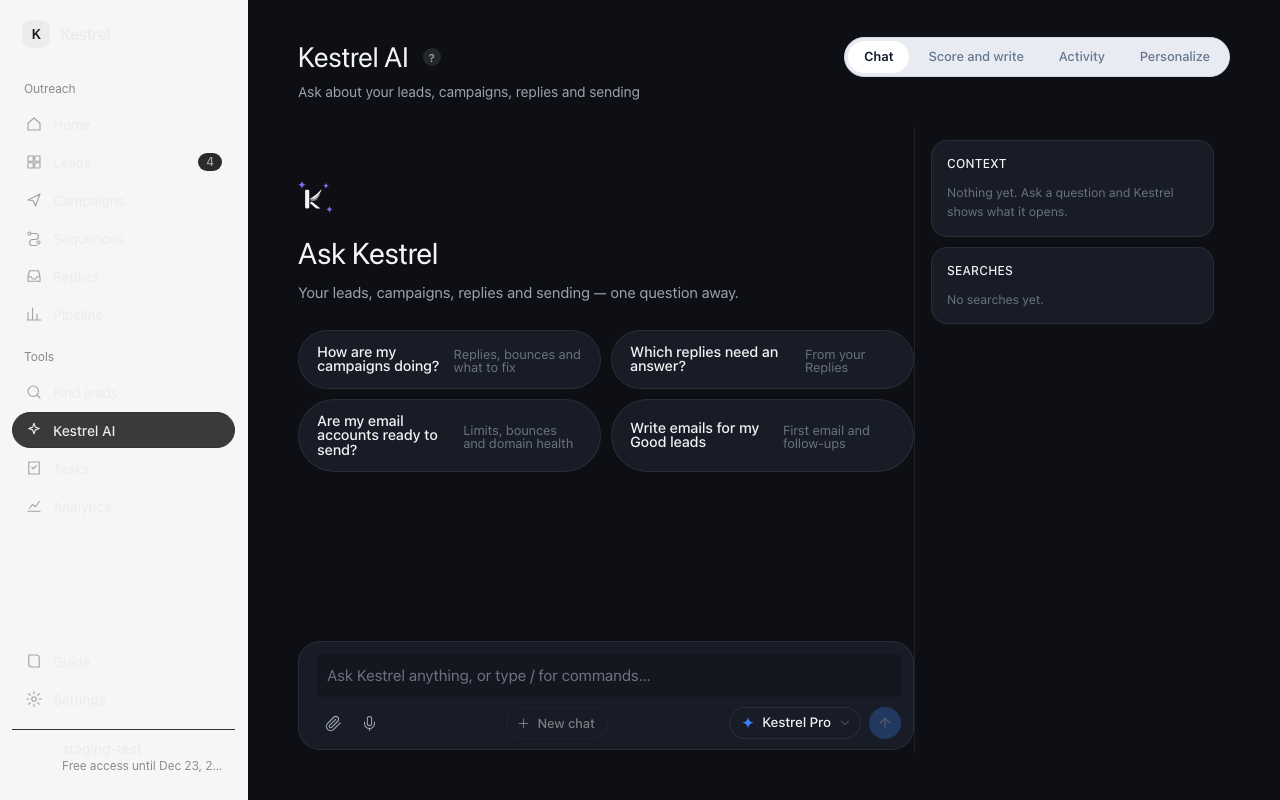 K Kestrel
Outreach
Home
Leads 4
Campaigns
Sequences
Replies
Pipeline
Tools
Find leads
Kestrel AI
Tasks
Analytics
Guide
Settings
staging-test
Free access until Dec 23, 2...
Kestrel AI ?
Ask about your leads, campaigns, replies and sending
Chat Score and write Activity Personalize
Ask Kestrel
Your leads, campaigns, replies and sending — one question away.
How are my
campaigns doing?
Replies, bounces and
what to fix
Which replies need an
answer?
From your
Replies
Are my email
accounts ready to
send?
Limits, bounces
and domain health
Write emails for my
Good leads
First email and
follow-ups
Ask Kestrel anything, or type / for commands...
New chat
Kestrel Pro
CONTEXT
Nothing yet. Ask a question and Kestrel
shows what it opens.
SEARCHES
No searches yet.